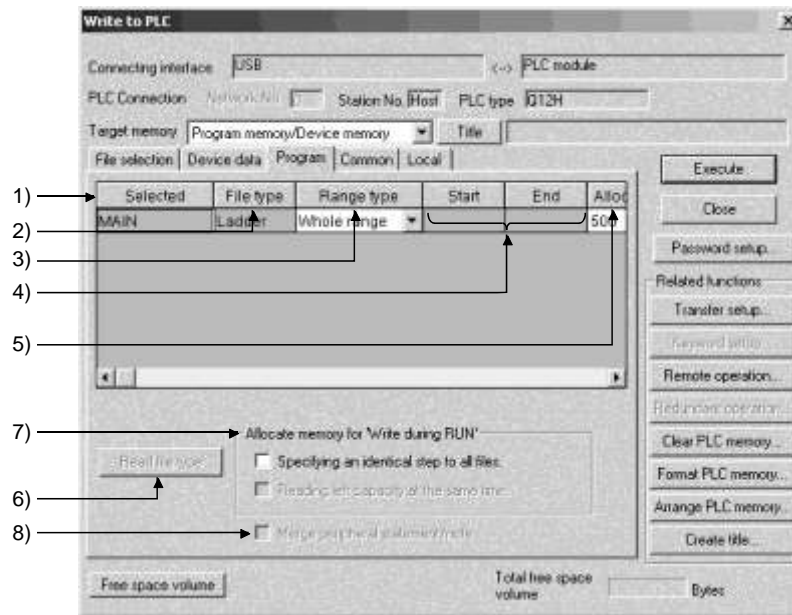 Write to PLC
Connecting interface USB <--> PLC module
PLC Connection Network No. Station No. Host PLC type Q12H
Target memory Program memory/Device memory Title
File selection Device data Program Common Local
Execute
1) Selected File type Range type Start End Alloc
Close
2) MAIN Ladder Whole range 500
3)
Password setup...
4)
Related functions
Transfer setup...
5)
Keyword setup...
Remote operation...
Redundant operation...
7) Allocate memory for 'Write during RUN'
Clear PLC memory...
Read file type Specifying an identical step to all files.
Format PLC memory...
6) Reading left capacity at the same time.
Arrange PLC memory...
8) Merge peripheral statement/note
Create title...
Free space volume Total free space volume Bytes